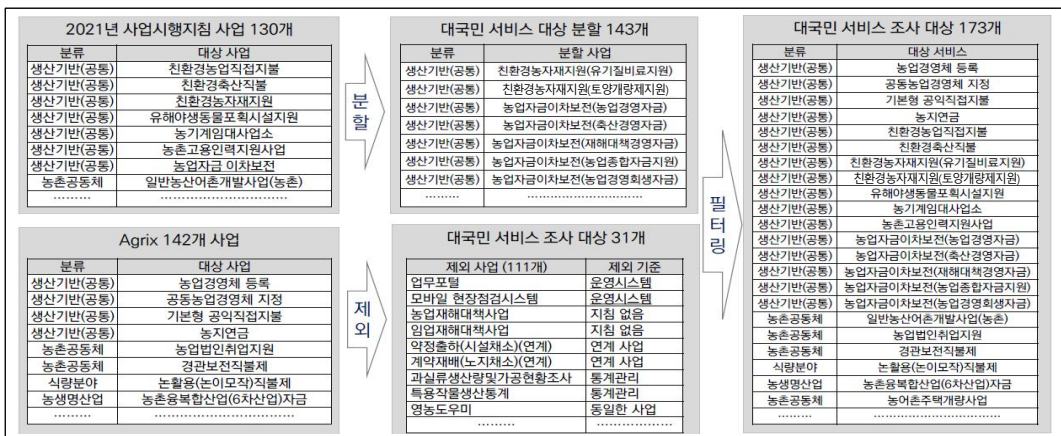 2021년 사업시행지침 사업 130개
분류 대상 사업
생산기반(공통) 친환경농업직접지불
생산기반(공통) 친환경축산직불
생산기반(공통) 친환경농자재지원
생산기반(공통) 유해야생동물포획시설지원
생산기반(공통) 농기계임대사업소
생산기반(공통) 농촌고용인력지원사업
생산기반(공통) 농업자금 이차보전
농촌공동체 일반농산어촌개발사업(농촌)
......... ..............................
분할
대국민 서비스 대상 분할 143개
분류 분할 사업
생산기반(공통) 친환경농자재지원(유기질비료지원)
생산기반(공통) 친환경농자재지원(토양개량제지원)
생산기반(공통) 농업자금이차보전(농업경영자금)
생산기반(공통) 농업자금이차보전(축산경영자금)
생산기반(공통) 농업자금이차보전(재해대책경영자금)
생산기반(공통) 농업자금이차보전(농업종합자금지원)
생산기반(공통) 농업자금이차보전(농업경영회생자금)
......... ..............................
Agrix 142개 사업
분류 대상 사업
생산기반(공통) 농업경영체 등록
생산기반(공통) 공동농업경영체 지정
생산기반(공통) 기본형 공익직접지불
생산기반(공통) 농지연금
농촌공동체 농업법인취업지원
농촌공동체 경관보전직불제
식량분야 논활용(논이모작)직불제
농생명산업 농촌융복합산업(6차산업)자금
......... ..............................
제외
대국민 서비스 조사 대상 31개
제외 사업 (111개) 제외 기준
업무포털 운영시스템
모바일 현장점검시스템 운영시스템
농업재해대책사업 지침 없음
임업재해대책사업 지침 없음
약정출하(시설채소)(연계) 연계 사업
계약재배(노지채소)(연계) 연계 사업
과실류생산량및가공현황조사 통계관리
특용작물생산통계 통계관리
영농도우미 동일한 사업
......... ..............................
필터링
대국민 서비스 조사 대상 173개
분류 대상 서비스
생산기반(공통) 농업경영체 등록
생산기반(공통) 공동농업경영체 지정
생산기반(공통) 기본형 공익직접지불
생산기반(공통) 농지연금
생산기반(공통) 친환경농업직접지불
생산기반(공통) 친환경축산직불
생산기반(공통) 친환경농자재지원(유기질비료지원)
생산기반(공통) 친환경농자재지원(토양개량제지원)
생산기반(공통) 유해야생동물포획시설지원
생산기반(공통) 농기계임대사업소
생산기반(공통) 농촌고용인력지원사업
생산기반(공통) 농업자금이차보전(농업경영자금)
생산기반(공통) 농업자금이차보전(축산경영자금)
생산기반(공통) 농업자금이차보전(재해대책경영자금)
생산기반(공통) 농업자금이차보전(농업종합자금지원)
생산기반(공통) 농업자금이차보전(농업경영회생자금)
농촌공동체 일반농산어촌개발사업(농촌)
농촌공동체 농업법인취업지원
농촌공동체 경관보전직불제
식량분야 논활용(논이모작)직불제
농생명산업 농촌융복합산업(6차산업)자금
농촌공동체 농어촌주택개량사업
......... ..............................